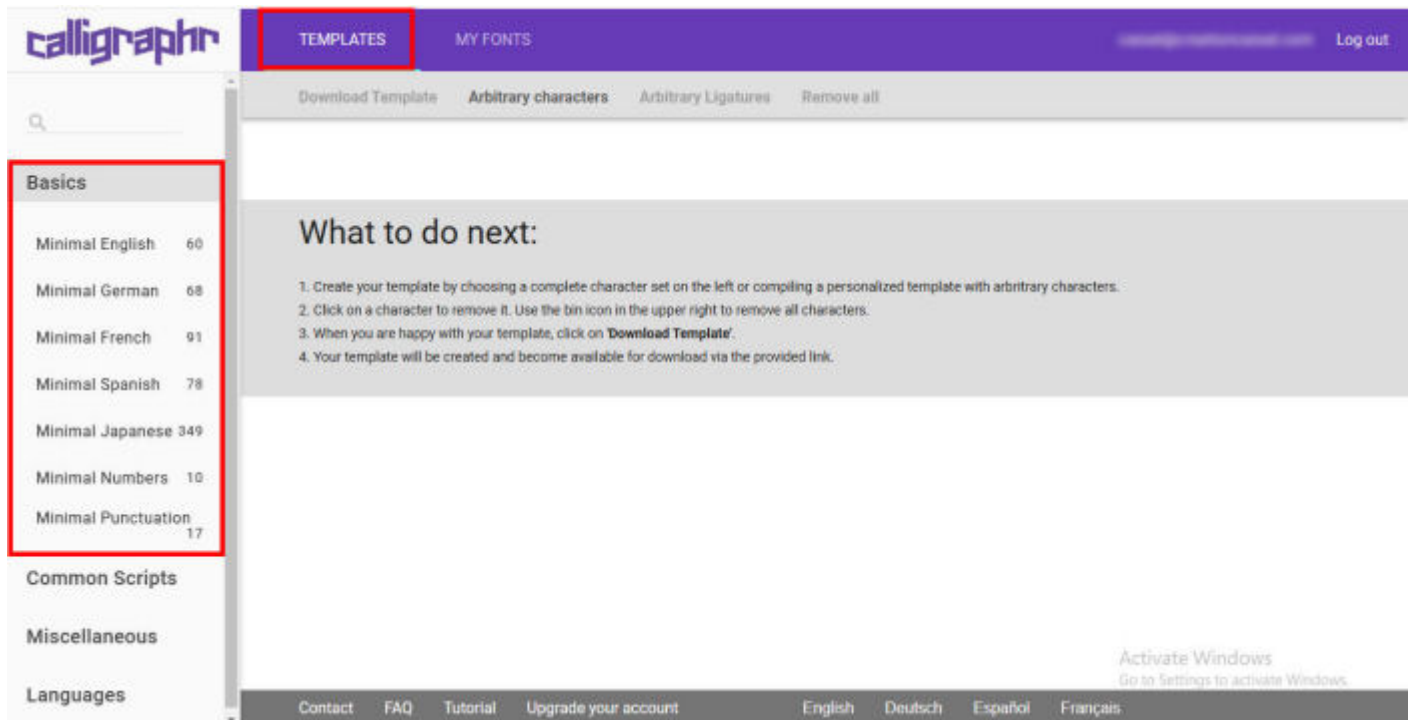 calligraphr
TEMPLATES MY FONTS Log out
Download Template Arbitrary characters Arbitrary Ligatures Remove all
Basics
Minimal English 60
Minimal German 68
Minimal French 91
Minimal Spanish 78
Minimal Japanese 349
Minimal Numbers 10
Minimal Punctuation
17
Common Scripts
Miscellaneous
Languages
What to do next:
1. Create your template by choosing a complete character set on the left or compiling a personalized template with arbritrary characters.
2. Click on a character to remove it. Use the bin icon in the upper right to remove all characters.
3. When you are happy with your template, click on 'Download Template'.
4. Your template will be created and become available for download via the provided link.
Activate Windows
Go to Settings to activate Windows.
Contact FAQ Tutorial Upgrade your account English Deutsch Español Français